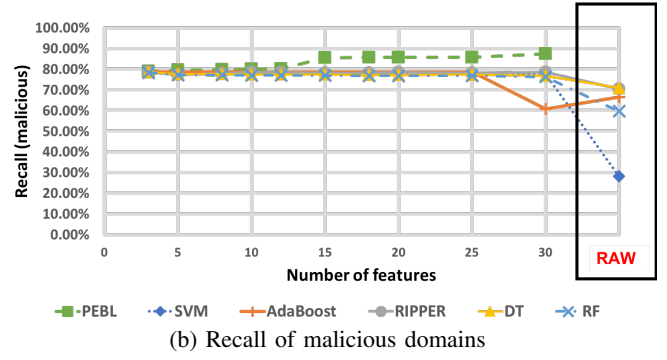 100.00%
90.00%
80.00%
70.00%
60.00%
50.00%
40.00%
30.00%
20.00%
10.00%
0.00%
Recall (malicious)
0 5 10 15 20 25 30
RAW
Number of features
PEBL SVM AdaBoost RIPPER DT RF
(b) Recall of malicious domains